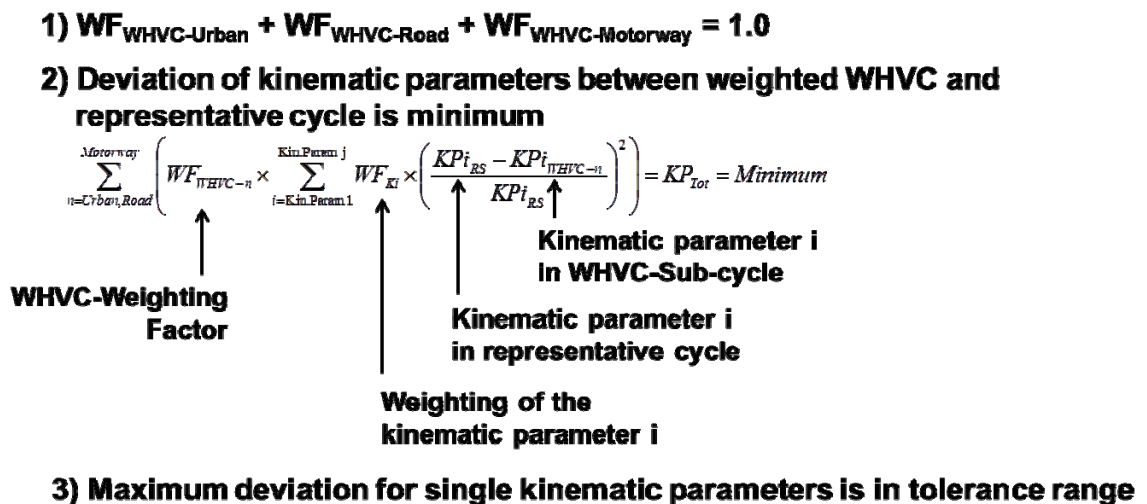 1) WF_WHVC-Urban + WF_WHVC-Road + WF_WHVC-Motorway = 1.0
2) Deviation of kinematic parameters between weighted WHVC and
representative cycle is minimum
Motorway Kin.Param j
∑ ( WF_WHVC-n × ∑ WF_Ki × ( (KPi_RS − KPi_WHVC-n) / KPi_RS )² ) = KP_Tot = Minimum
n=Urban,Road i=Kin.Param1
Kinematic parameter i
in WHVC-Sub-cycle
WHVC-Weighting
Factor
Kinematic parameter i
in representative cycle
Weighting of the
kinematic parameter i
3) Maximum deviation for single kinematic parameters is in tolerance range